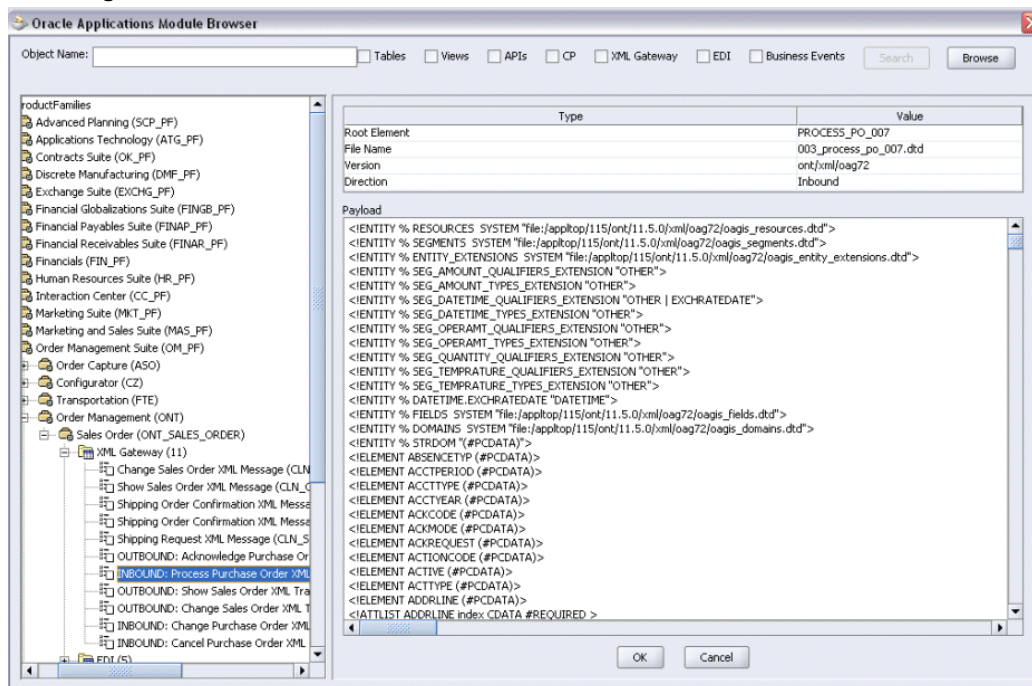 Oracle Applications Module Browser
Object Name: Tables Views APIs CP XML Gateway EDI Business Events Search Browse
roductFamilies
Advanced Planning (SCP_PF)
Applications Technology (ATG_PF)
Contracts Suite (OK_PF)
Discrete Manufacturing (DMF_PF)
Exchange Suite (EXCHG_PF)
Financial Globalizations Suite (FINGB_PF)
Financial Payables Suite (FINAP_PF)
Financial Receivables Suite (FINAR_PF)
Financials (FIN_PF)
Human Resources Suite (HR_PF)
Interaction Center (CC_PF)
Marketing Suite (MKT_PF)
Marketing and Sales Suite (MAS_PF)
Order Management Suite (OM_PF)
Order Capture (ASO)
Configurator (CZ)
Transportation (FTE)
Order Management (ONT)
Sales Order (ONT_SALES_ORDER)
XML Gateway (11)
Change Sales Order XML Message (CLN
Show Sales Order XML Message (CLN_C
Shipping Order Confirmation XML Messa
Shipping Order Confirmation XML Messa
Shipping Request XML Message (CLN_S
OUTBOUND: Acknowledge Purchase Or
INBOUND: Process Purchase Order XML
OUTBOUND: Show Sales Order XML Tra
OUTBOUND: Change Sales Order XML T
INBOUND: Change Purchase Order XML
INBOUND: Cancel Purchase Order XML
EDI (5)
Type Value
Root Element PROCESS_PO_007
File Name 003_process_po_007.dtd
Version ont/xml/oag72
Direction Inbound
Payload
<!ENTITY % RESOURCES SYSTEM "file:/appltop/115/ont/11.5.0/xml/oag72/oagis_resources.dtd">
<!ENTITY % SEGMENTS SYSTEM "file:/appltop/115/ont/11.5.0/xml/oag72/oagis_segments.dtd">
<!ENTITY % ENTITY_EXTENSIONS SYSTEM "file:/appltop/115/ont/11.5.0/xml/oag72/oagis_entity_extensions.dtd">
<!ENTITY % SEG_AMOUNT_QUALIFIERS_EXTENSION "OTHER">
<!ENTITY % SEG_AMOUNT_TYPES_EXTENSION "OTHER">
<!ENTITY % SEG_DATETIME_QUALIFIERS_EXTENSION "OTHER | EXCHRATEDATE">
<!ENTITY % SEG_DATETIME_TYPES_EXTENSION "OTHER">
<!ENTITY % SEG_OPERAMT_QUALIFIERS_EXTENSION "OTHER">
<!ENTITY % SEG_OPERAMT_TYPES_EXTENSION "OTHER">
<!ENTITY % SEG_QUANTITY_QUALIFIERS_EXTENSION "OTHER">
<!ENTITY % SEG_TEMPRATURE_QUALIFIERS_EXTENSION "OTHER">
<!ENTITY % SEG_TEMPRATURE_TYPES_EXTENSION "OTHER">
<!ENTITY % DATETIME.EXCHRATEDATE "DATETIME">
<!ENTITY % FIELDS SYSTEM "file:/appltop/115/ont/11.5.0/xml/oag72/oagis_fields.dtd">
<!ENTITY % DOMAINS SYSTEM "file:/appltop/115/ont/11.5.0/xml/oag72/oagis_domains.dtd">
<!ENTITY % STRDOM "(#PCDATA)">
<!ELEMENT ABSENCETYP (#PCDATA)>
<!ELEMENT ACCTPERIOD (#PCDATA)>
<!ELEMENT ACCTTYPE (#PCDATA)>
<!ELEMENT ACCTYEAR (#PCDATA)>
<!ELEMENT ACKCODE (#PCDATA)>
<!ELEMENT ACKMODE (#PCDATA)>
<!ELEMENT ACKREQUEST (#PCDATA)>
<!ELEMENT ACTIONCODE (#PCDATA)>
<!ELEMENT ACTIVE (#PCDATA)>
<!ELEMENT ACTTYPE (#PCDATA)>
<!ELEMENT ADDRLINE (#PCDATA)>
<!ATTLIST ADDRLINE index CDATA #REQUIRED >
OK Cancel